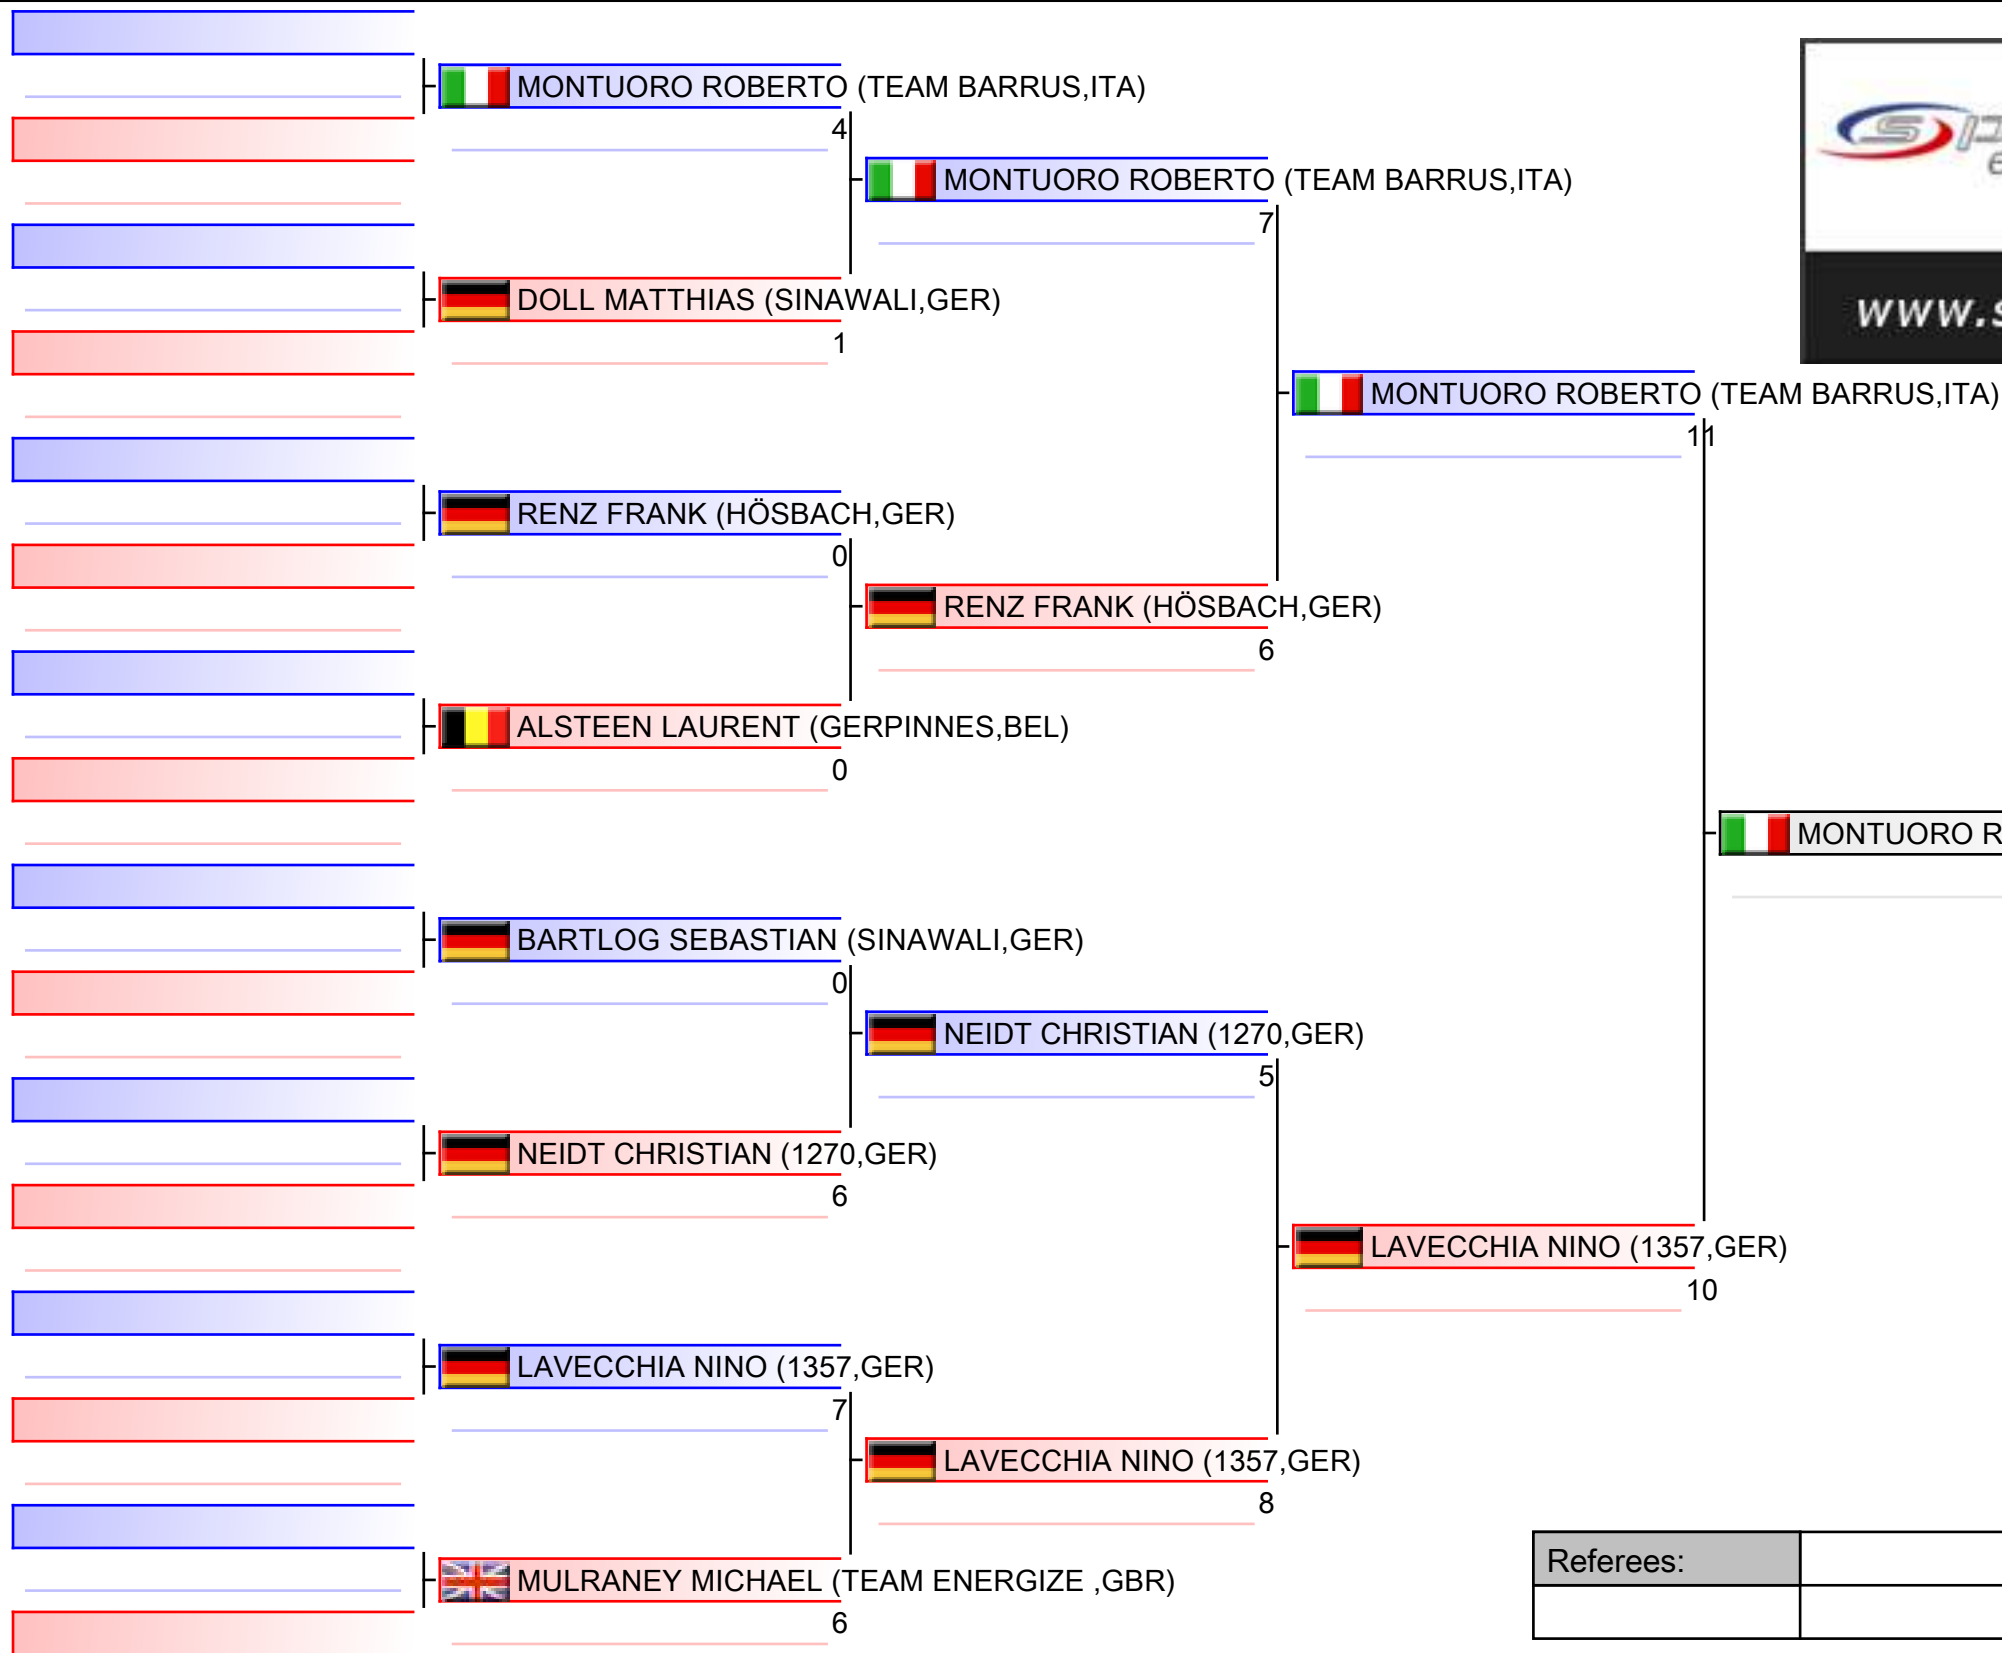 MONTUORO ROBERTO (TEAM BARRUS,ITA)
4
MONTUORO ROBERTO (TEAM BARRUS,ITA)
7
DOLL MATTHIAS (SINAWALI,GER)
1
MONTUORO ROBERTO (TEAM BARRUS,ITA)
11
RENZ FRANK (HÖSBACH,GER)
0
RENZ FRANK (HÖSBACH,GER)
6
ALSTEEN LAURENT (GERPINNES,BEL)
0
MONTUORO R
BARTLOG SEBASTIAN (SINAWALI,GER)
0
NEIDT CHRISTIAN (1270,GER)
5
NEIDT CHRISTIAN (1270,GER)
6
LAVECCHIA NINO (1357,GER)
10
LAVECCHIA NINO (1357,GER)
7
LAVECCHIA NINO (1357,GER)
8
MULRANEY MICHAEL (TEAM ENERGIZE ,GBR)
6
www.s
Referees: